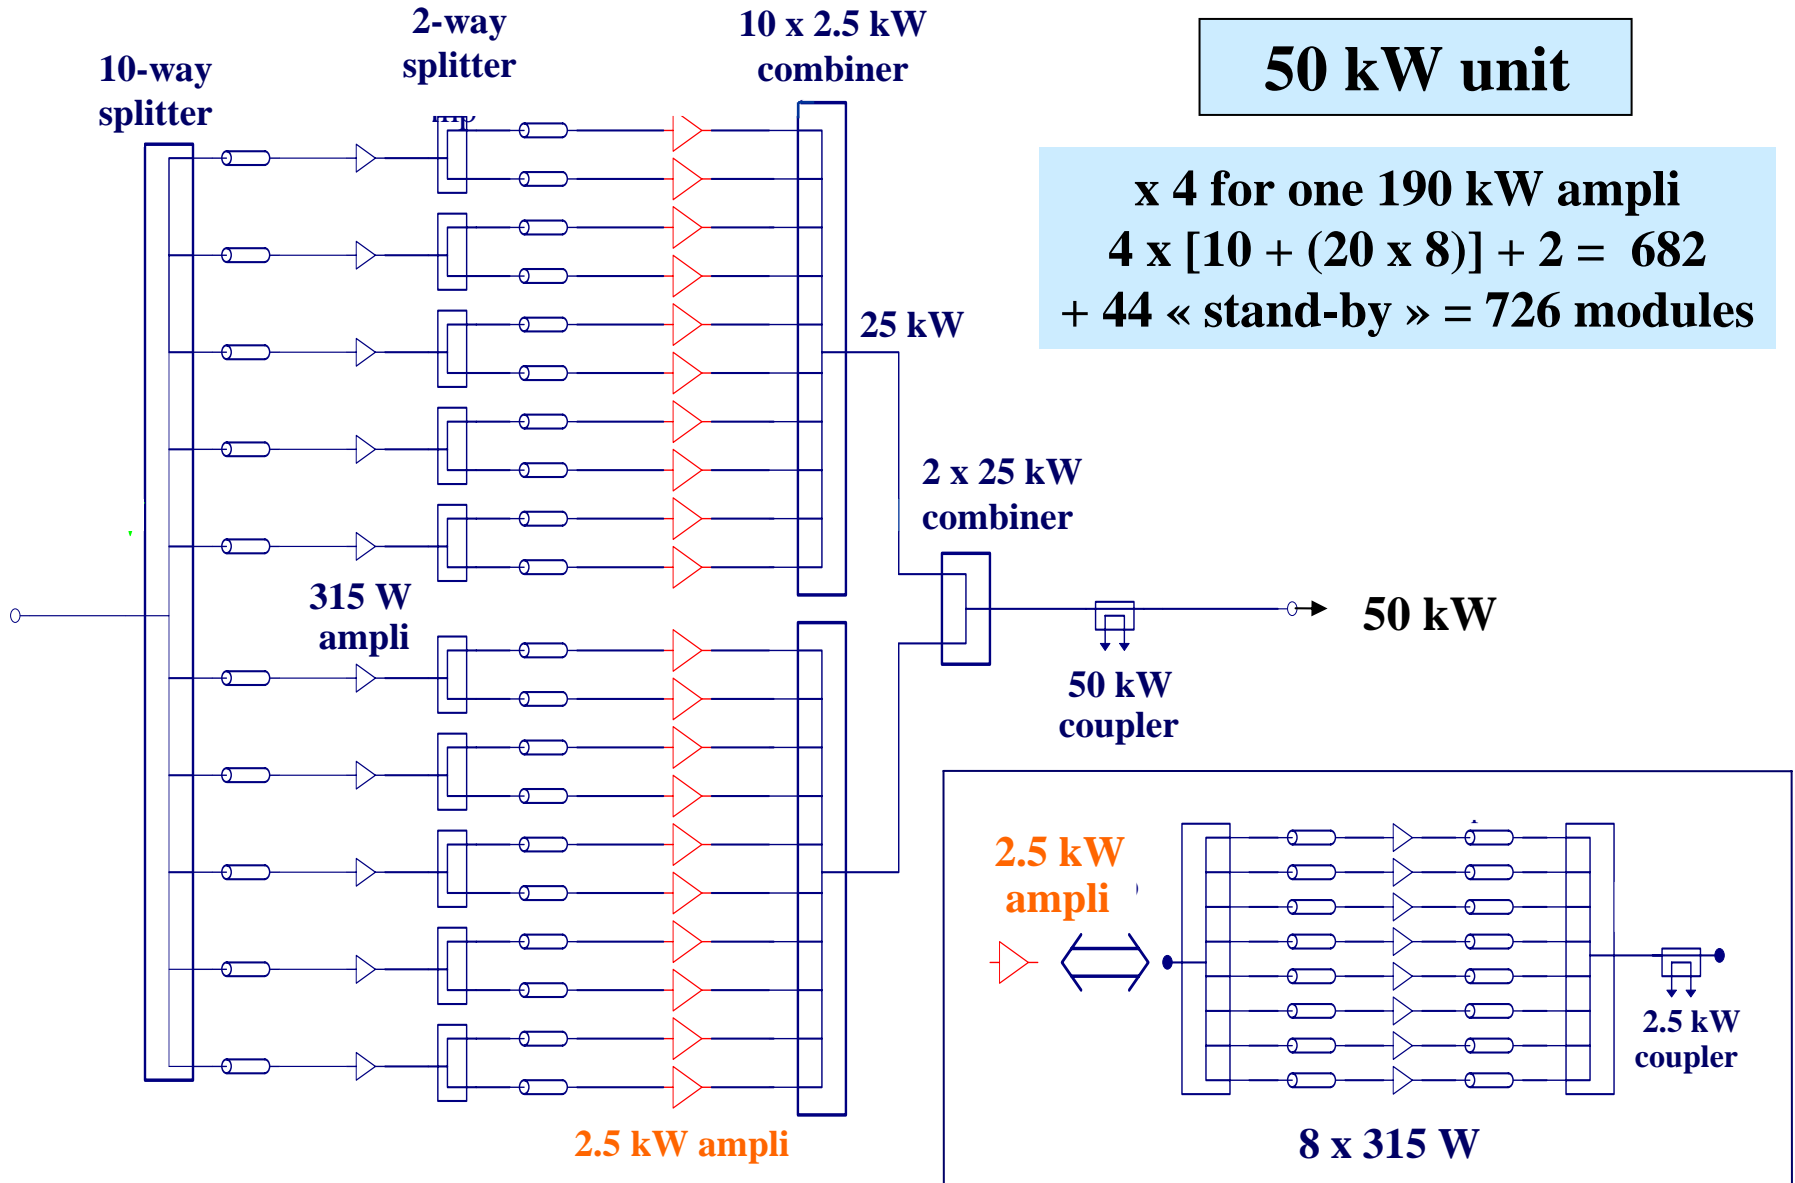 10-way
splitter
2-way
splitter
10 x 2.5 kW
combiner
50 kW unit
x 4 for one 190 kW ampli
4 x [10 + (20 x 8)] + 2 = 682
+ 44 « stand-by » = 726 modules
25 kW
2 x 25 kW
combiner
315 W
ampli
50 kW
50 kW
coupler
2.5 kW
ampli
2.5 kW
coupler
8 x 315 W
2.5 kW ampli